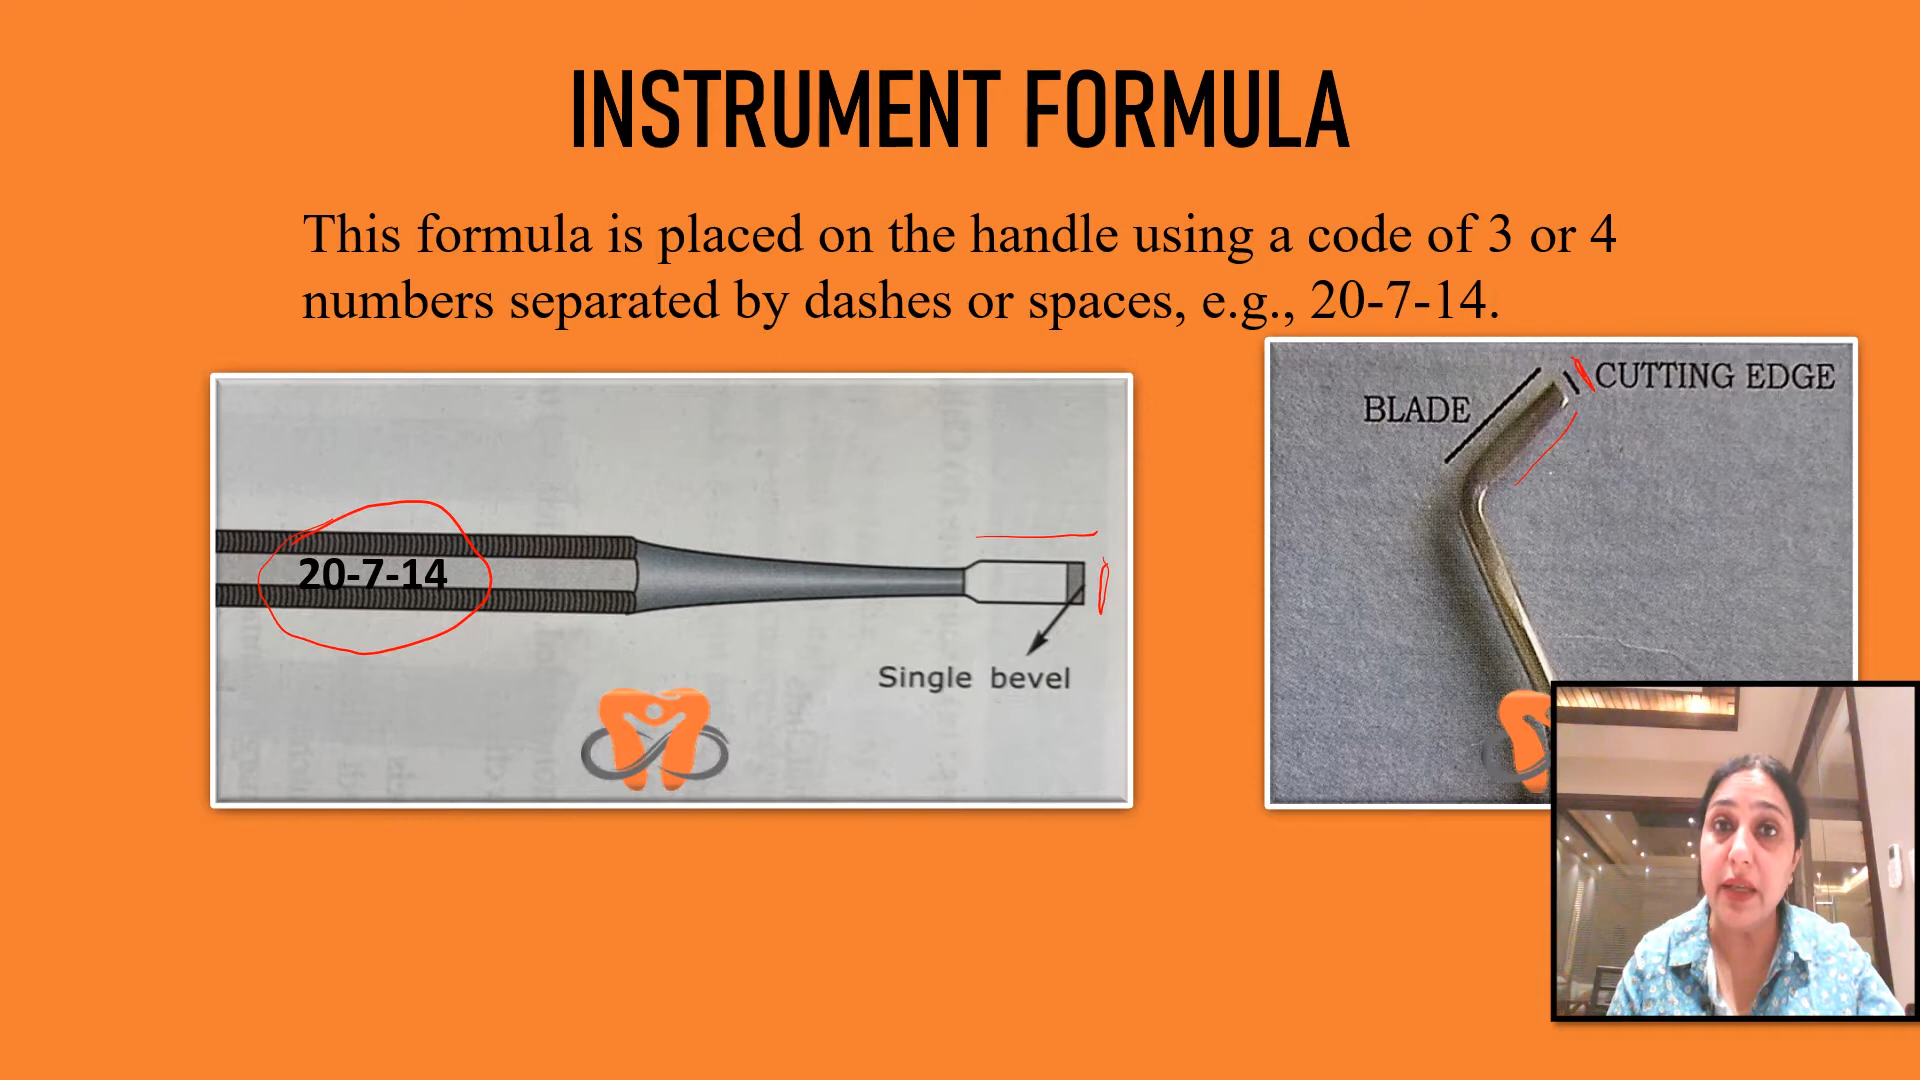 INSTRUMENT FORMULA
This formula is placed on the handle using a code of 3 or 4
numbers separated by dashes or spaces, e.g., 20-7-14.
20-7-14
Single bevel
BLADE
CUTTING EDGE